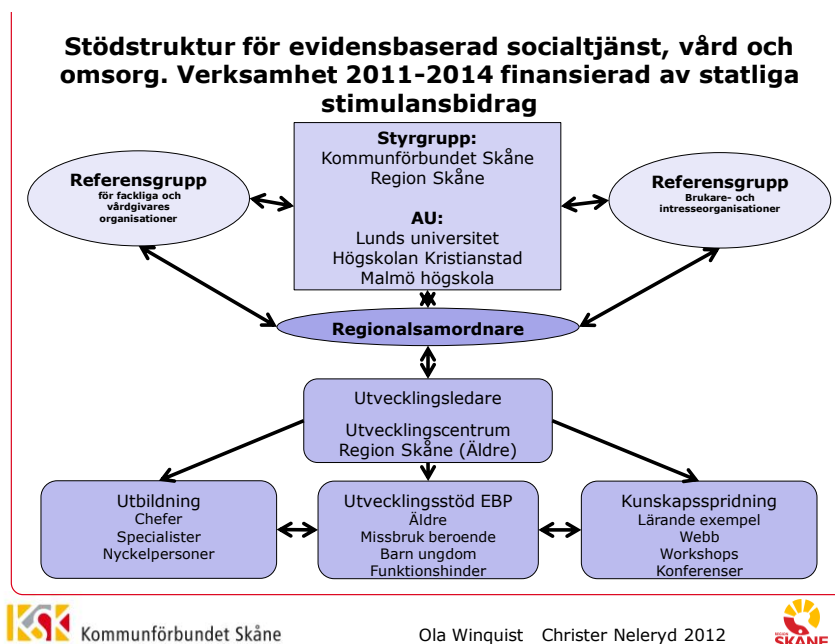 Stödstruktur för evidensbaserad socialtjänst, vård och
omsorg. Verksamhet 2011-2014 finansierad av statliga
stimulansbidrag
Styrgrupp:
Kommunförbundet Skåne
Region Skåne
AU:
Lunds universitet
Högskolan Kristianstad
Malmö högskola
Referensgrupp
för fackliga och
vårdgivares
organisationer
Referensgrupp
Brukare- och
intresseorganisationer
Regionalsamordnare
Utvecklingsledare
Utvecklingscentrum
Region Skåne (Äldre)
Utbildning
Chefer
Specialister
Nyckelpersoner
Utvecklingsstöd EBP
Äldre
Missbruk beroende
Barn ungdom
Funktionshinder
Kunskapsspridning
Lärande exempel
Webb
Workshops
Konferenser
KSK Kommunförbundet Skåne
Ola Winquist Christer Neleryd 2012
REGION
SKÅNE